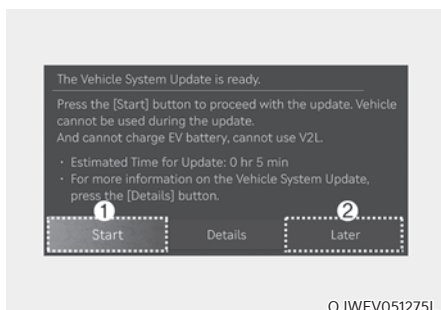 The Vehicle System Update is ready.
Press the [Start] button to proceed with the update. Vehicle
cannot be used during the update.
And cannot charge EV battery, cannot use V2L.
· Estimated Time for Update: 0 hr 5 min
· For more information on the Vehicle System Update,
press the [Details] button.
1 2
Start Details Later
OJWEV051275L